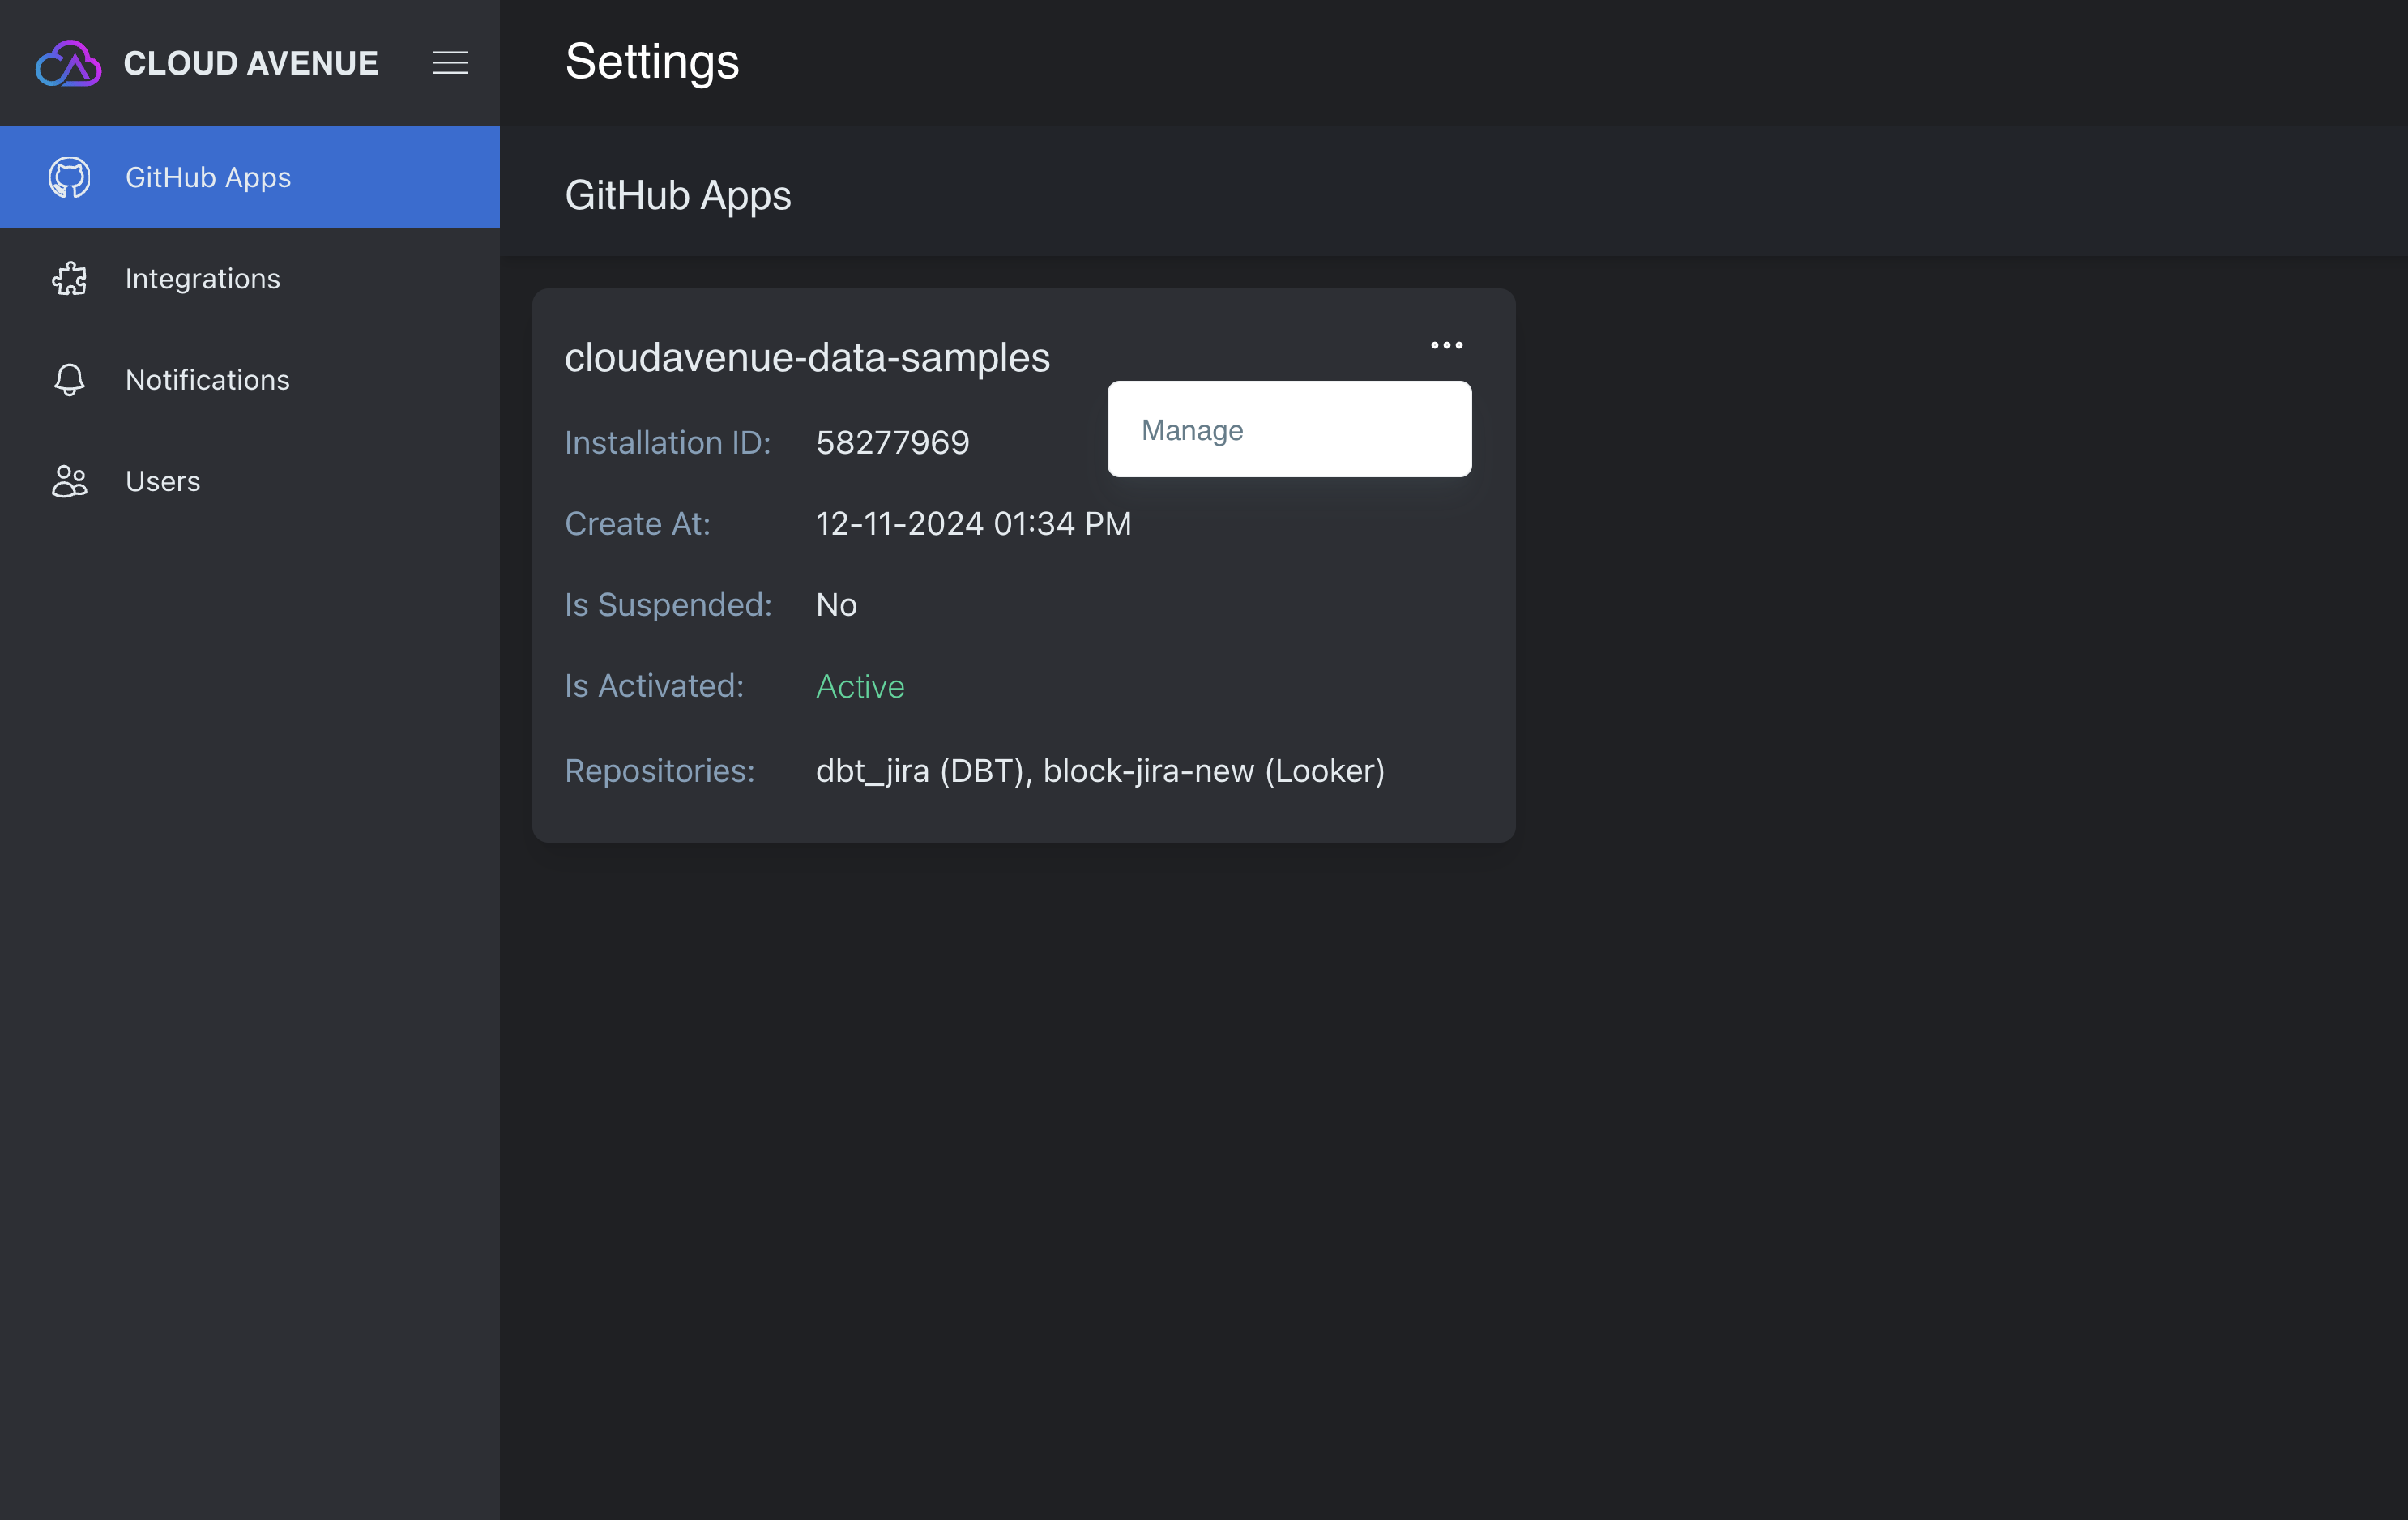 CLOUD AVENUE
Settings
GitHub Apps
Integrations
Notifications
Users
GitHub Apps
cloudavenue-data-samples
Manage
Installation ID: 58277969
Create At: 12-11-2024 01:34 PM
Is Suspended: No
Is Activated: Active
Repositories: dbt_jira (DBT), block-jira-new (Looker)